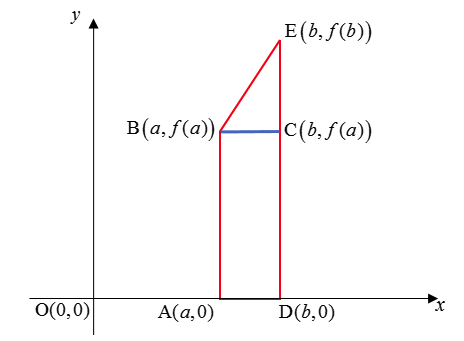 y
E(b, f(b))
B(a, f(a))
C(b, f(a))
x
O(0,0)
A(a,0)
D(b,0)